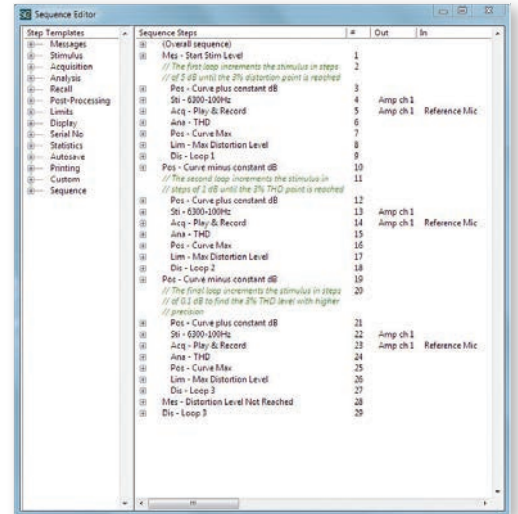 Sequence Editor
Step Templates
Messages
Stimulus
Acquisition
Analysis
Recall
Post-Processing
Limits
Display
Serial No
Statistics
Autosave
Printing
Custom
Sequence
Sequence Steps # Out In
(Overall sequence)
Mes - Start Stim Level 1
// The first loop increments the stimulus in steps 2
// of 5 dB until the 3% distortion point is reached
Pos - Curve plus constant dB 3
Sti - 6300-100Hz 4 Amp ch 1
Acq - Play & Record 5 Amp ch 1 Reference Mic
Ana - THD 6
Pos - Curve Max 7
Lim - Max Distortion Level 8
Dis - Loop 1 9
Pos - Curve minus constant dB 10
// The second loop increments the stimulus in 11
// steps of 1 dB until the 3% THD point is reached
Pos - Curve plus constant dB 12
Sti - 6300-100Hz 13 Amp ch 1
Acq - Play & Record 14 Amp ch 1 Reference Mic
Ana - THD 15
Pos - Curve Max 16
Lim - Max Distortion Level 17
Dis - Loop 2 18
Pos - Curve minus constant dB 19
// The final loop increments the stimulus in steps 20
// of 0.1 dB to find the 3% THD level with higher
// precision
Pos - Curve plus constant dB 21
Sti - 6300-100Hz 22 Amp ch 1
Acq - Play & Record 23 Amp ch 1 Reference Mic
Ana - THD 24
Pos - Curve Max 25
Lim - Max Distortion Level 26
Dis - Loop 3 27
Mes - Distortion Level Not Reached 28
Dis - Loop 3 29